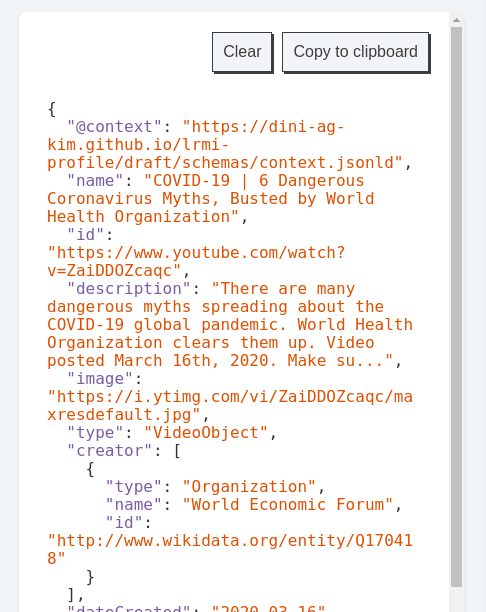 Clear Copy to clipboard
{
"@context": "https://dini-ag-
kim.github.io/lrmi-
profile/draft/schemas/context.jsonld",
"name": "COVID-19 | 6 Dangerous
Coronavirus Myths, Busted by World
Health Organization",
"id":
"https://www.youtube.com/watch?
v=ZaiDDOZcaqc",
"description": "There are many
dangerous myths spreading about the
COVID-19 global pandemic. World Health
Organization clears them up. Video
posted March 16th, 2020. Make su...",
"image":
"https://i.ytimg.com/vi/ZaiDDOZcaqc/ma
xresdefault.jpg",
"type": "VideoObject",
"creator": [
{
"type": "Organization",
"name": "World Economic Forum",
"id":
"http://www.wikidata.org/entity/Q17041
8"
}
],
"dateCreated": "2020-03-16"